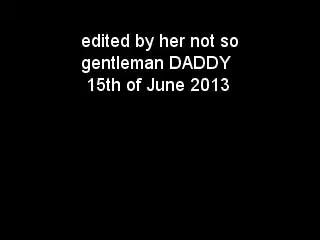 edited by her not so
gentleman DADDY
15th of June 2013